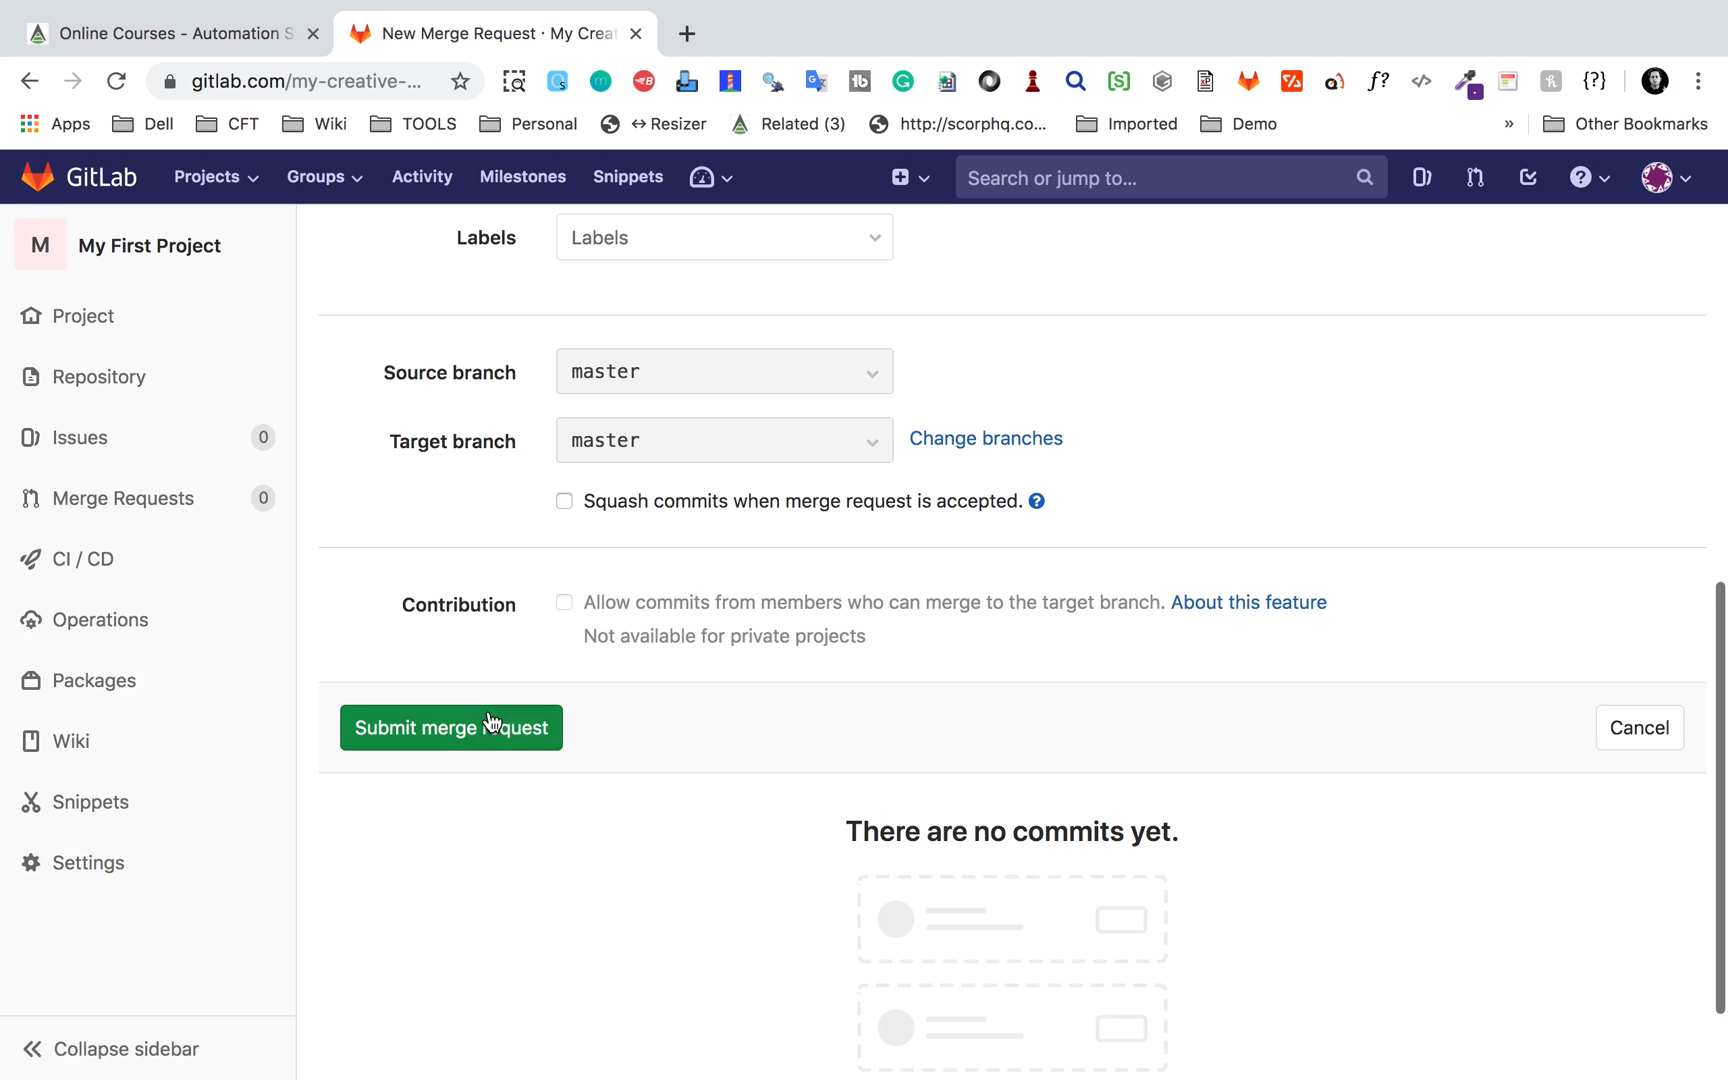 Online Courses - Automation S
New Merge Request · My Creat
gitlab.com/my-creative-...
Apps
Dell
CFT
Wiki
TOOLS
Personal
↔ Resizer
Related (3)
http://scorphq.co...
Imported
Demo
»
Other Bookmarks
GitLab
Projects
Groups
Activity
Milestones
Snippets
Search or jump to...
M
My First Project
Project
Repository
Issues
0
Merge Requests
0
CI / CD
Operations
Packages
Wiki
Snippets
Settings
Collapse sidebar
Labels
Labels
Source branch
master
Target branch
master
Change branches
Squash commits when merge request is accepted.
Contribution
Allow commits from members who can merge to the target branch. About this feature
Not available for private projects
Submit merge request
Cancel
There are no commits yet.